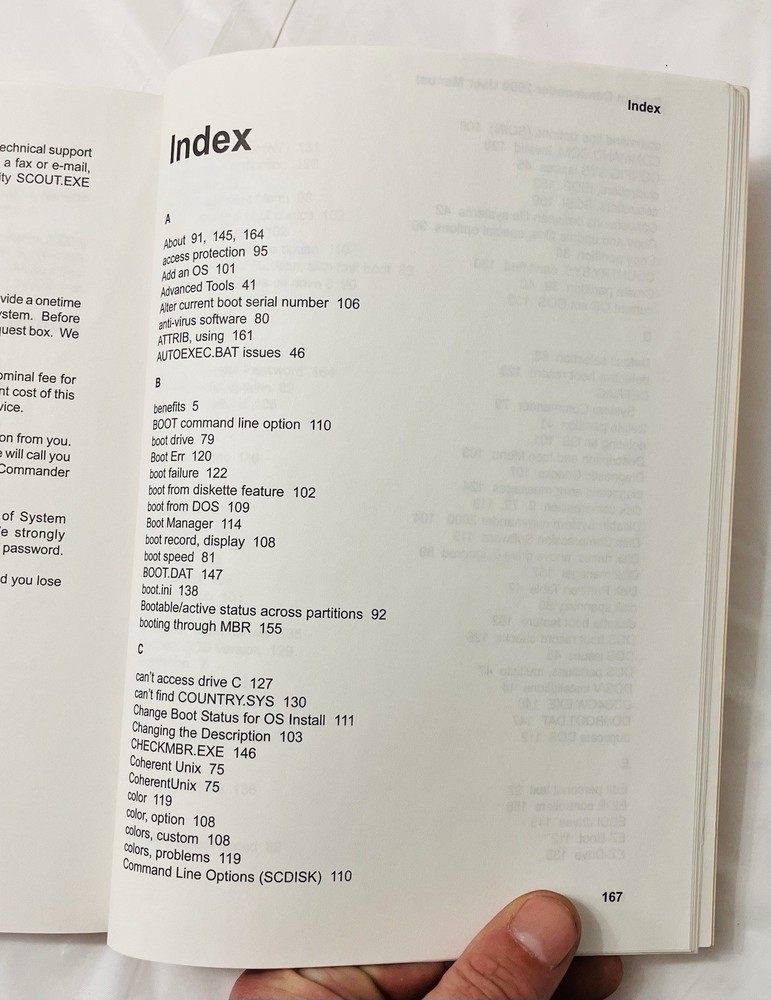 echnical support
a fax or e-mail,
ity SCOUT.EXE
vide a onetime
stem. Before
uest box. We
ominal fee for
nt cost of this
vice.
on from you.
e will call you
Commander
of System
e strongly
password.
d you lose
Index
Index
A
About 91, 145, 164
access protection 95
Add an OS 101
Advanced Tools 41
Alter current boot serial number 106
anti-virus software 80
ATTRIB, using 161
AUTOEXEC.BAT issues 46
B
benefits 5
BOOT command line option 110
boot drive 79
Boot Err 120
boot failure 122
boot from diskette feature 102
boot from DOS 109
Boot Manager 114
boot record, display 108
boot speed 81
BOOT.DAT 147
boot.ini 138
Bootable/active status across partitions 92
booting through MBR 155
C
can't access drive C 127
can't find COUNTRY.SYS 130
Change Boot Status for OS Install 111
Changing the Description 103
CHECKMBR.EXE 146
Coherent Unix 75
CoherentUnix 75
color 119
color, option 108
colors, custom 108
colors, problems 119
Command Line Options (SCDISK) 110
167